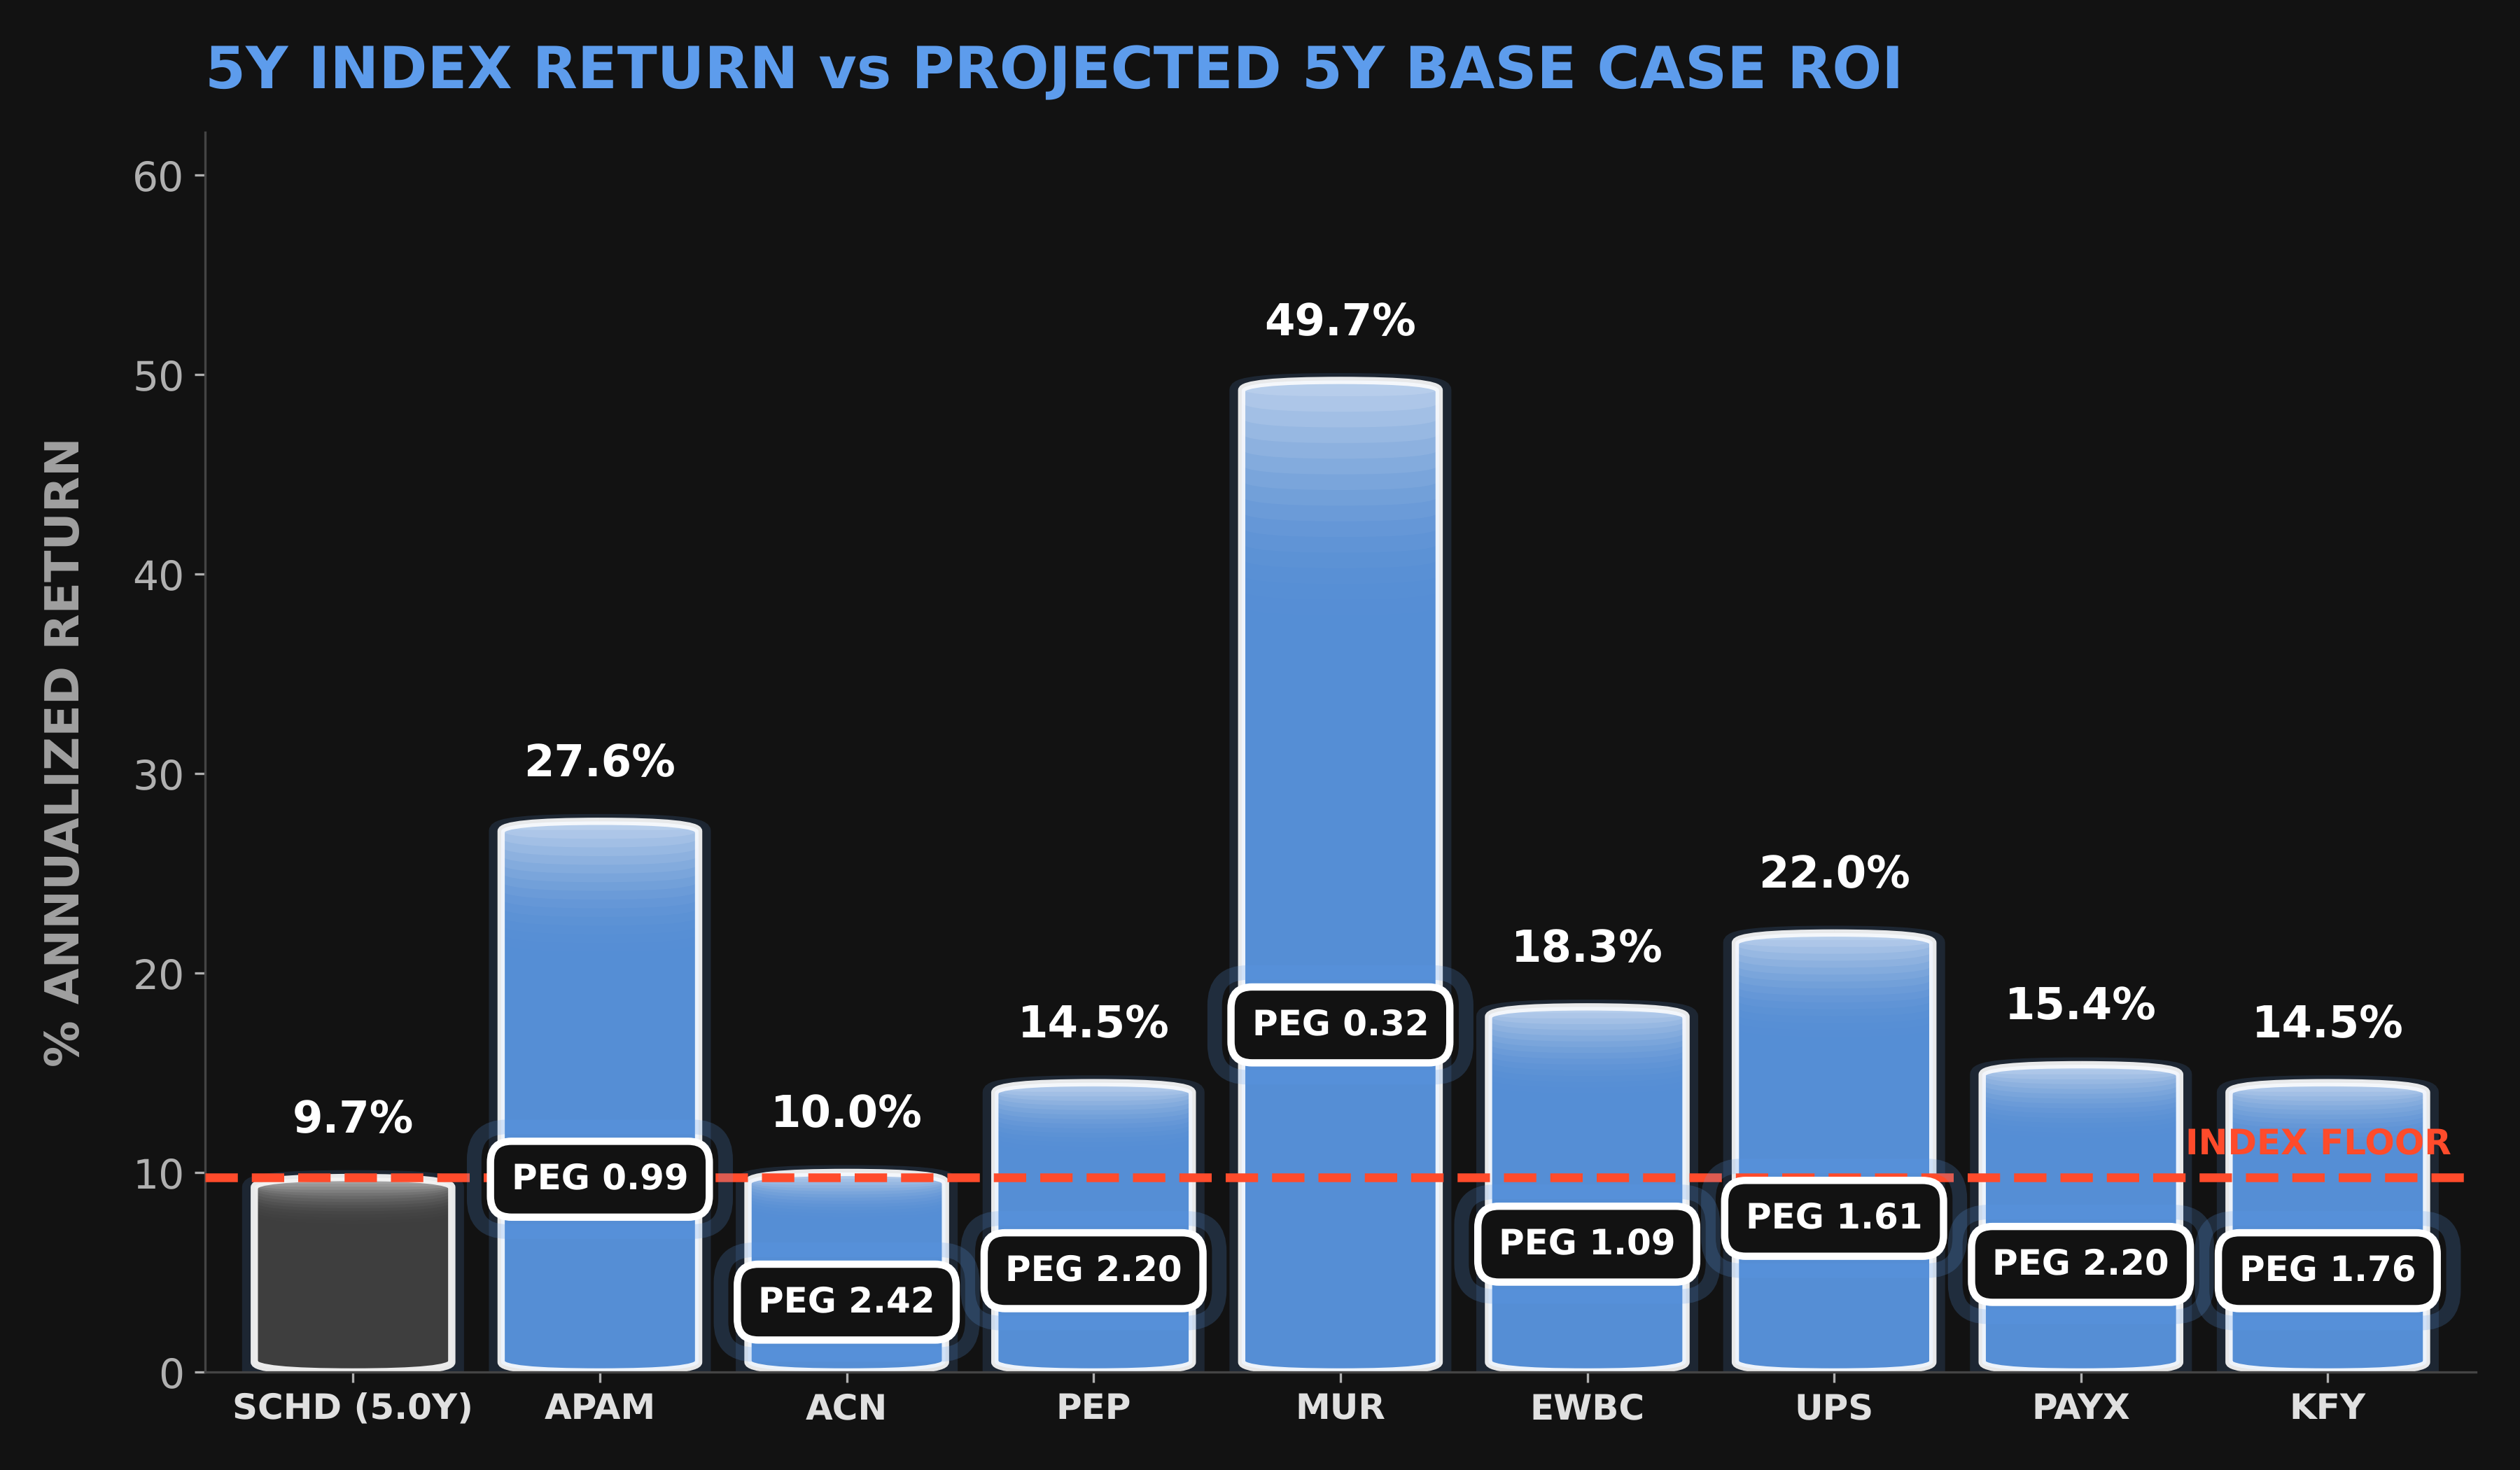 5Y INDEX RETURN vs PROJECTED 5Y BASE CASE ROI
% ANNUALIZED RETURN
60
50
40
30
20
10
0
9.7%
27.6%
10.0%
14.5%
49.7%
18.3%
22.0%
15.4%
14.5%
INDEX FLOOR
PEG 0.99
PEG 2.42
PEG 2.20
PEG 0.32
PEG 1.09
PEG 1.61
PEG 2.20
PEG 1.76
SCHD (5.0Y)
APAM
ACN
PEP
MUR
EWBC
UPS
PAYX
KFY